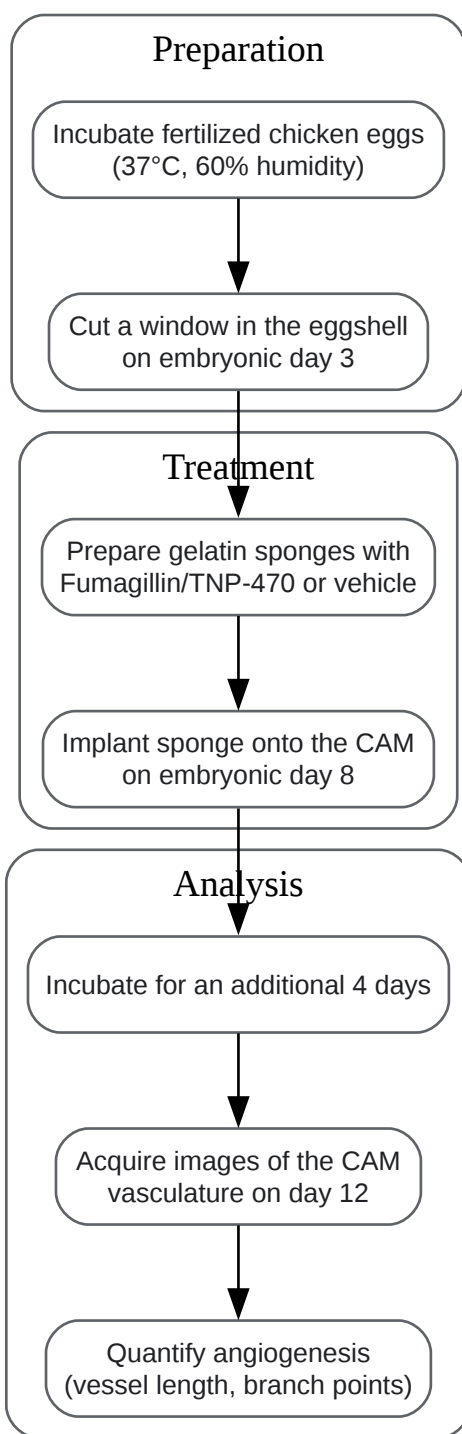 Preparation
Incubate fertilized chicken eggs
(37°C, 60% humidity)
Cut a window in the eggshell
on embryonic day 3
Treatment
Prepare gelatin sponges with
Fumagillin/TNP-470 or vehicle
Implant sponge onto the CAM
on embryonic day 8
Analysis
Incubate for an additional 4 days
Acquire images of the CAM
vasculature on day 12
Quantify angiogenesis
(vessel length, branch points)